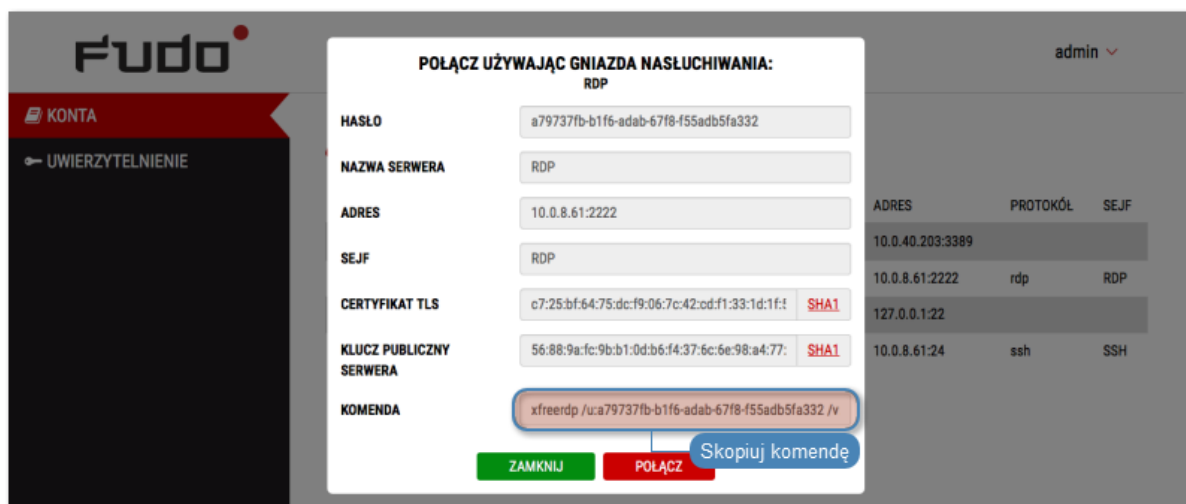 FUDO
admin
KONTA
UWIERZYTELNIENIE
POŁĄCZ UŻYWAJĄC GNIAZDA NASŁUCHIWANIA:
RDP
HASŁO a79737fb-b1f6-adab-67f8-f55adb5fa332
NAZWA SERWERA RDP
ADRES 10.0.8.61:2222
SEJF RDP
CERTYFIKAT TLS c7:25:bf:64:75:dc:f9:06:7c:42:cd:f1:33:1d:1f: SHA1
KLUCZ PUBLICZNY SERWERA 56:88:9a:fc:9b:b1:0d:b6:f4:37:6c:6e:98:a4:77: SHA1
KOMENDA xfreerdp /u:a79737fb-b1f6-adab-67f8-f55adb5fa332 /v
Skopiuj komendę
ZAMKNIJ POŁĄCZ
ADRES PROTOKÓŁ SEJF
10.0.40.203:3389
10.0.8.61:2222 rdp RDP
127.0.0.1:22
10.0.8.61:24 ssh SSH